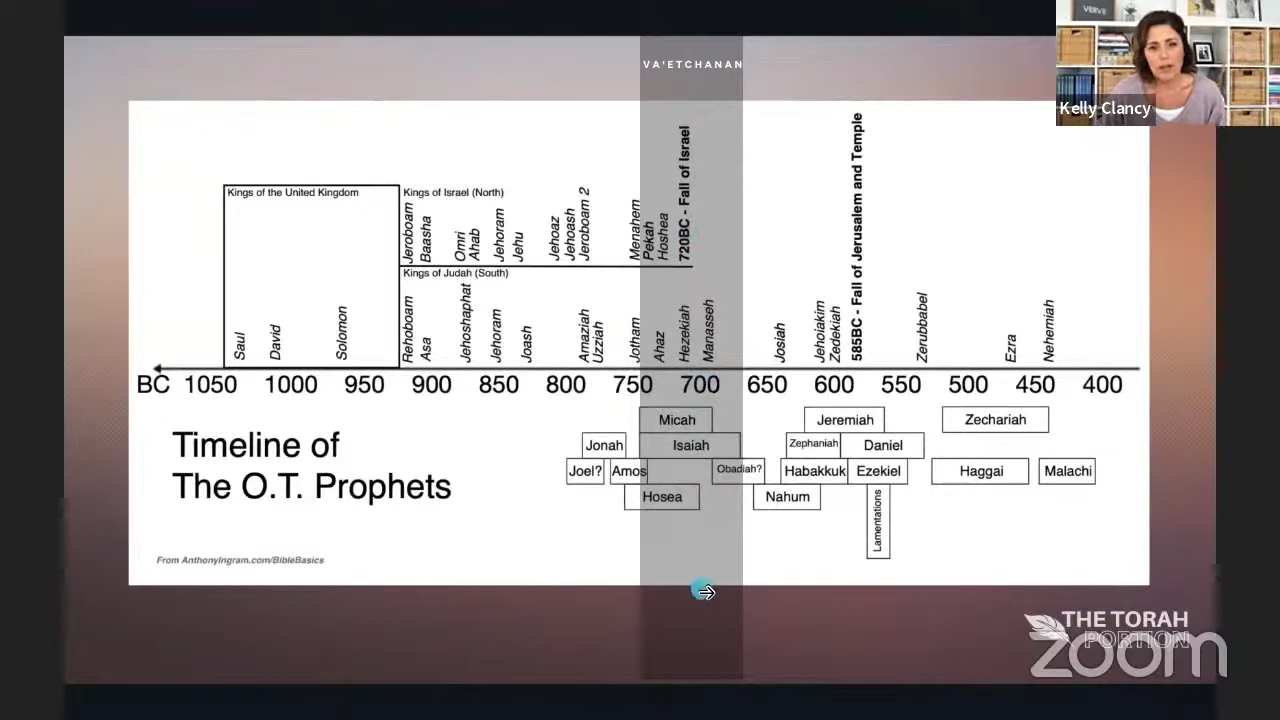 VERVE
VA'ETCHANAN
Kelly Clancy
Kings of the United Kingdom
Kings of Israel (North)
Jeroboam
Baasha
Omri
Ahab
Jehoram
Jehu
Jehoaz
Jehoash
Jeroboam 2
Menahem
Pekah
Hoshea
720BC - Fall of Israel
Kings of Judah (South)
Saul
David
Solomon
Rehoboam
Asa
Jehoshaphat
Jehoram
Joash
Amaziah
Uzziah
Jotham
Ahaz
Hezekiah
Manasseh
Josiah
Jehoiakim
Zedekiah
585BC - Fall of Jerusalem and Temple
Zerubbabel
Ezra
Nehemiah
BC 1050 1000 950 900 850 800 750 700 650 600 550 500 450 400
Micah Jeremiah Zechariah
Jonah Isaiah Zephaniah Daniel
Joel? Amos Obadiah? Habakkuk Ezekiel Haggai Malachi
Hosea Nahum
Lamentations
Timeline of
The O.T. Prophets
From AnthonyIngram.com/BibleBasics
THE TORAH
PORTION
zoom